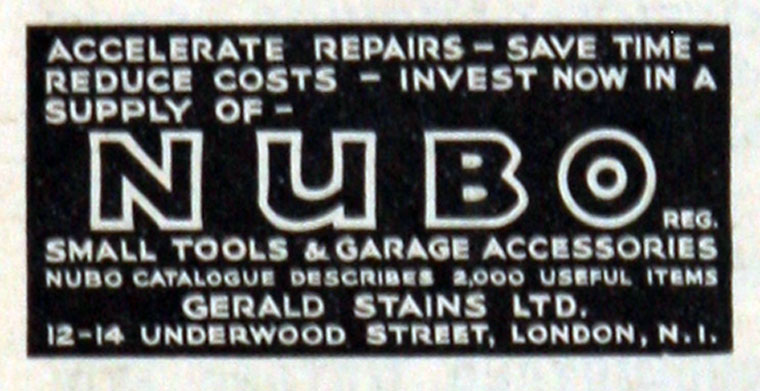 ACCELERATE REPAIRS - SAVE TIME -
REDUCE COSTS - INVEST NOW IN A
SUPPLY OF -
NUBO REG.
SMALL TOOLS & GARAGE ACCESSORIES
NUBO CATALOGUE DESCRIBES 2,000 USEFUL ITEMS
GERALD STAINS LTD.
12-14 UNDERWOOD STREET, LONDON, N.1.